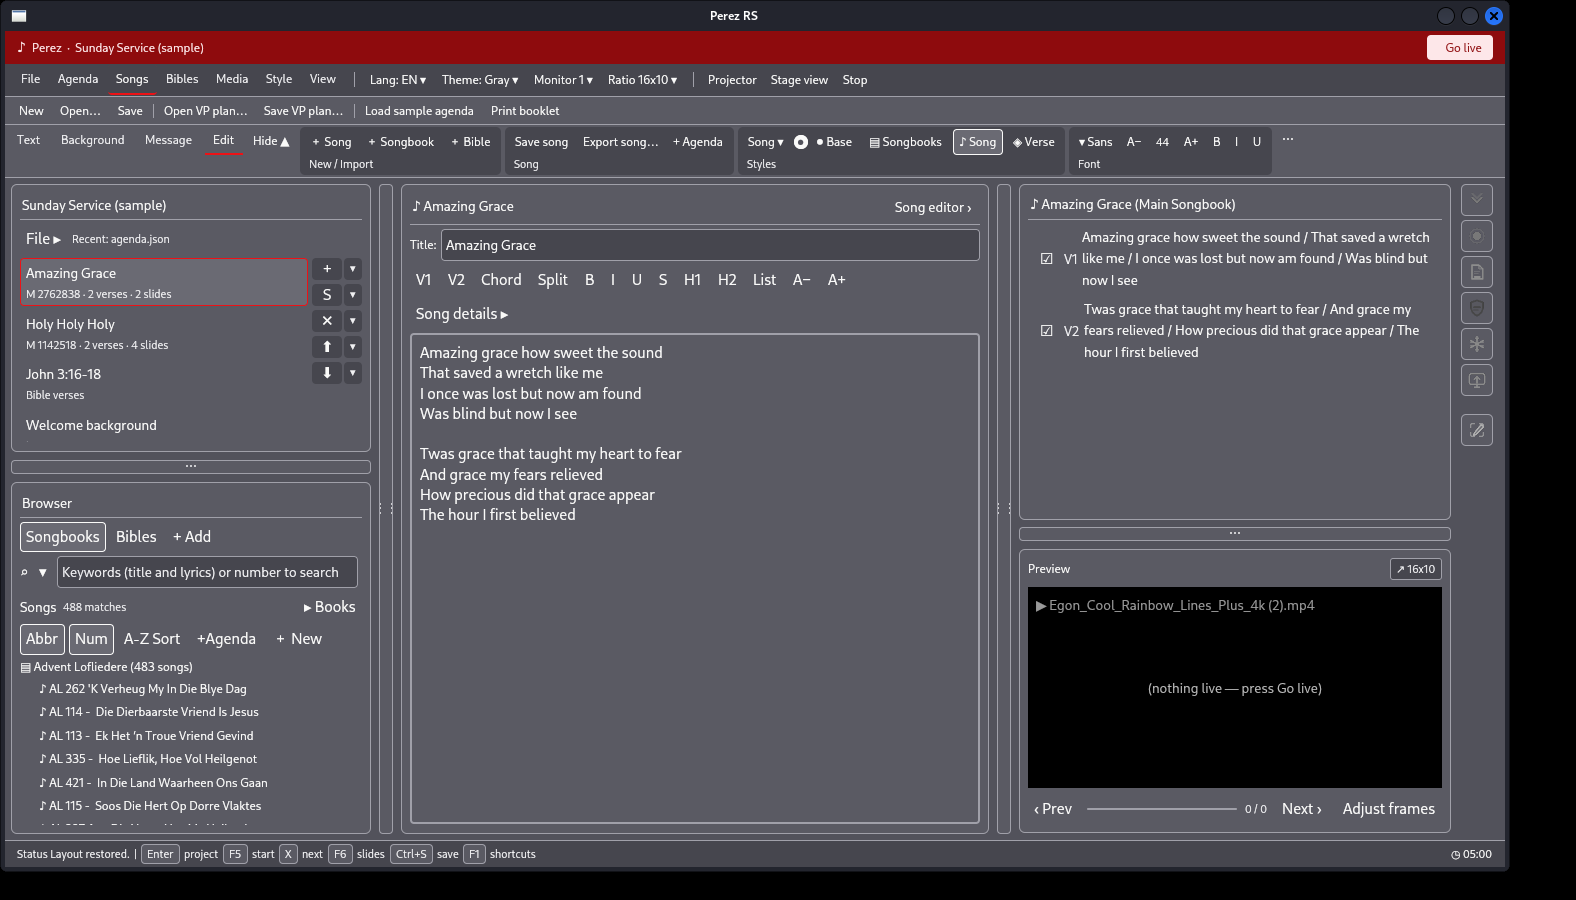 Perez RS
♪ Perez · Sunday Service (sample)
Go live
File Agenda Songs Bibles Media Style View Lang: EN ▾ Theme: Gray ▾ Monitor 1 ▾ Ratio 16x10 ▾ Projector Stage view Stop
New Open... Save Open VP plan... Save VP plan... Load sample agenda Print booklet
Text Background Message Edit Hide ▲
+ Song + Songbook + Bible
New / Import
Save song Export song... + Agenda
Song
Song ▾ ● Base ▤ Songbooks ♪ Song ◈ Verse
Styles
▾ Sans A− 44 A+ B I U
Font
...
Sunday Service (sample)
File ▸ Recent: agenda.json
Amazing Grace
M 2762838 · 2 verses · 2 slides
Holy Holy Holy
M 1142518 · 2 verses · 4 slides
John 3:16-18
Bible verses
Welcome background
+ ▾
S ▾
✕ ▾
⬆ ▾
⬇ ▾
Browser
Songbooks Bibles + Add
Keywords (title and lyrics) or number to search
Songs 488 matches ▸ Books
Abbr Num A-Z Sort +Agenda + New
▤ Advent Lofliedere (483 songs)
♪ AL 262 'K Verheug My In Die Blye Dag
♪ AL 114 - Die Dierbaarste Vriend Is Jesus
♪ AL 113 - Ek Het 'n Troue Vriend Gevind
♪ AL 335 - Hoe Lieflik, Hoe Vol Heilgenot
♪ AL 421 - In Die Land Waarheen Ons Gaan
♪ AL 115 - Soos Die Hert Op Dorre Vlaktes
♪ Amazing Grace
Song editor ›
Title: Amazing Grace
V1 V2 Chord Split B I U S H1 H2 List A− A+
Song details ▸
Amazing grace how sweet the sound
That saved a wretch like me
I once was lost but now am found
Was blind but now I see
Twas grace that taught my heart to fear
And grace my fears relieved
How precious did that grace appear
The hour I first believed
♪ Amazing Grace (Main Songbook)
Amazing grace how sweet the sound / That saved a wretch
☑ V1 like me / I once was lost but now am found / Was blind but
now I see
Twas grace that taught my heart to fear / And grace my
☑ V2 fears relieved / How precious did that grace appear / The
hour I first believed
Preview
↗ 16x10
▶ Egon_Cool_Rainbow_Lines_Plus_4k (2).mp4
(nothing live — press Go live)
‹ Prev 0 / 0 Next › Adjust frames
Status Layout restored. | Enter project F5 start X next F6 slides Ctrl+S save F1 shortcuts
◷ 05:00